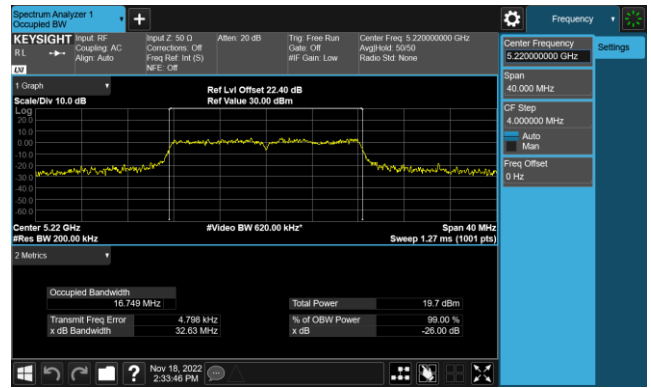 Spectrum Analyzer 1
Occupied BW
Frequency
KEYSIGHT
Input: RF
Input Z: 50 Ω
Atten: 20 dB
Trig: Free Run
Center Freq: 5.220000000 GHz
RL
Coupling: AC
Corrections: Off
Gate: Off
Avg|Hold: 50/50
Align: Auto
Freq Ref: Int (S)
#IF Gain: Low
Radio Std: None
NFE: Off
LXI
Center Frequency
5.220000000 GHz
Settings
Span
40.000 MHz
CF Step
4.000000 MHz
Auto
Man
Freq Offset
0 Hz
1 Graph
Ref Lvl Offset 22.40 dB
Scale/Div 10.0 dB
Ref Value 30.00 dBm
Log
20.0
10.0
0.00
-10.0
-20.0
-30.0
-40.0
-50.0
-60.0
Center 5.22 GHz
#Video BW 620.00 kHz*
Span 40 MHz
#Res BW 200.00 kHz
Sweep 1.27 ms (1001 pts)
2 Metrics
Occupied Bandwidth
16.749 MHz
Total Power
19.7 dBm
Transmit Freq Error
4.798 kHz
% of OBW Power
99.00 %
x dB Bandwidth
32.63 MHz
x dB
-26.00 dB
Nov 18, 2022
2:33:46 PM